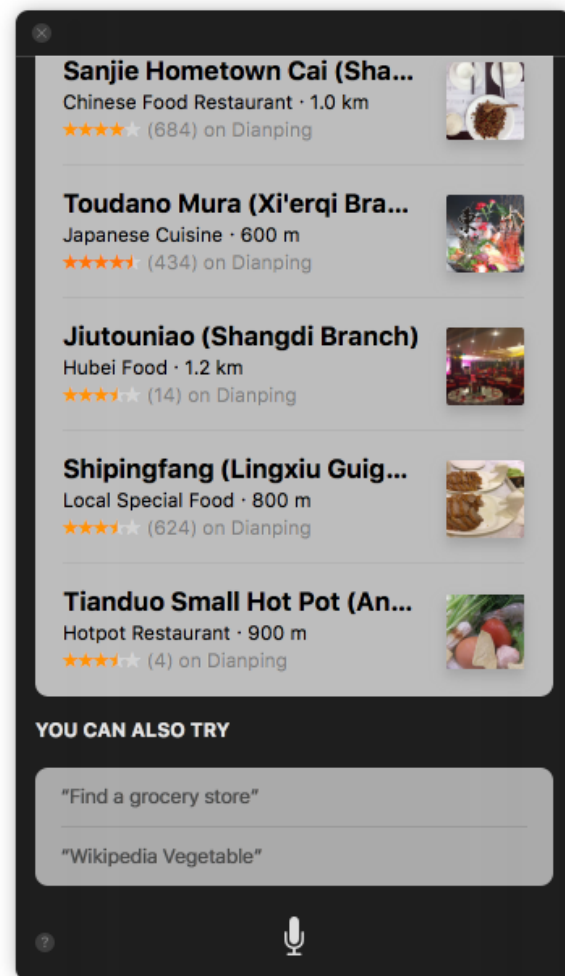 Sanjie Hometown Cai (Sha...
Chinese Food Restaurant · 1.0 km
(684) on Dianping
Toudano Mura (Xi'erqi Bra...
Japanese Cuisine · 600 m
(434) on Dianping
Jiutouniao (Shangdi Branch)
Hubei Food · 1.2 km
(14) on Dianping
Shipingfang (Lingxiu Guig...
Local Special Food · 800 m
(624) on Dianping
Tianduo Small Hot Pot (An...
Hotpot Restaurant · 900 m
(4) on Dianping
YOU CAN ALSO TRY
“Find a grocery store”
“Wikipedia Vegetable”
?